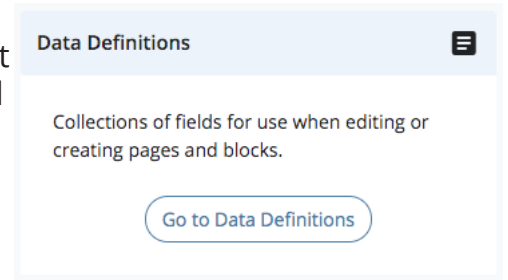 Data Definitions
Collections of fields for use when editing or
creating pages and blocks.
Go to Data Definitions